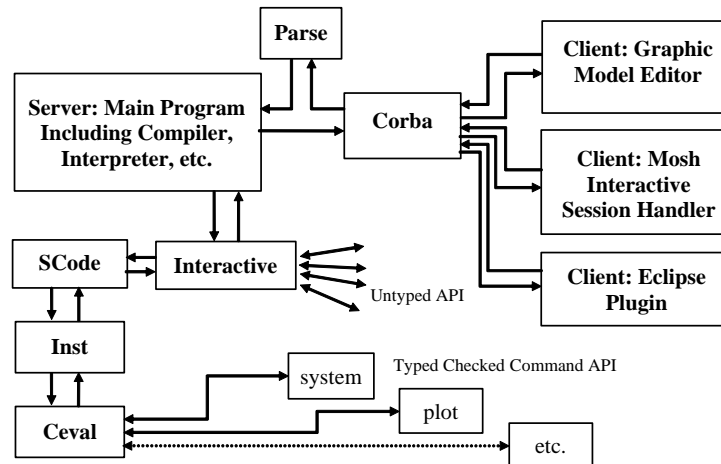 Parse
Client: Graphic
Model Editor
Server: Main Program
Including Compiler,
Interpreter, etc.
Corba
Client: Mosh
Interactive
Session Handler
SCode
Interactive
Untyped API
Client: Eclipse
Plugin
Inst
Typed Checked Command API
system
plot
Ceval
etc.